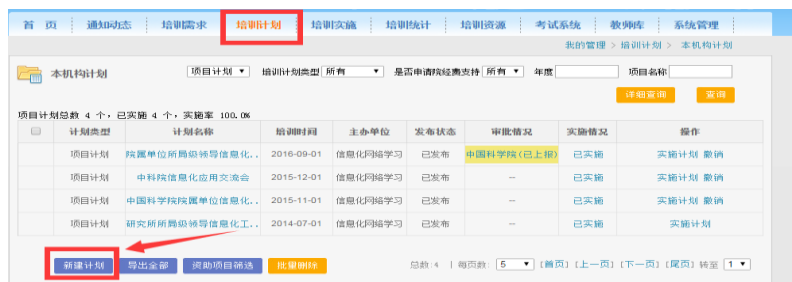 首 页 通知动态 培训需求 培训计划 培训实施 培训统计 培训资源 考试系统 教师库 系统管理
我的管理 > 培训计划 > 本机构计划
本机构计划 项目计划 培训计划类型 所有 是否申请院经费支持 所有 年度 项目名称
详细查询 查询
项目计划总数 4 个，已实施 4 个，实施率 100.0%
计划类型 计划名称 培训时间 主办单位 发布状态 审批情况 实施情况 操作
项目计划 院属单位所局级领导信息化.. 2016-09-01 信息化网络学习 已发布 中国科学院(已上报) 已实施 实施计划 撤销
项目计划 中科院信息化应用交流会 2015-12-01 信息化网络学习 已发布 -- 已实施 实施计划 撤销
项目计划 中国科学院院属单位信息化.. 2015-11-01 信息化网络学习 已发布 -- 已实施 实施计划 撤销
项目计划 研究所所局级领导信息化工.. 2014-07-01 信息化网络学习 已发布 -- 已实施 实施计划
新建计划 导出全部 资助项目筛选 批量删除 总数:4 | 每页数: 5 [首页] [上一页] [下一页] [尾页] 转至 1